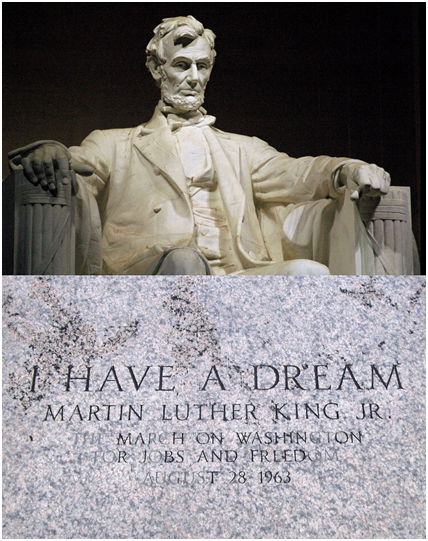 I HAVE A DREAM
MARTIN LUTHER KING JR.
THE MARCH ON WASHINGTON
FOR JOBS AND FREEDOM
AUGUST 28 1963